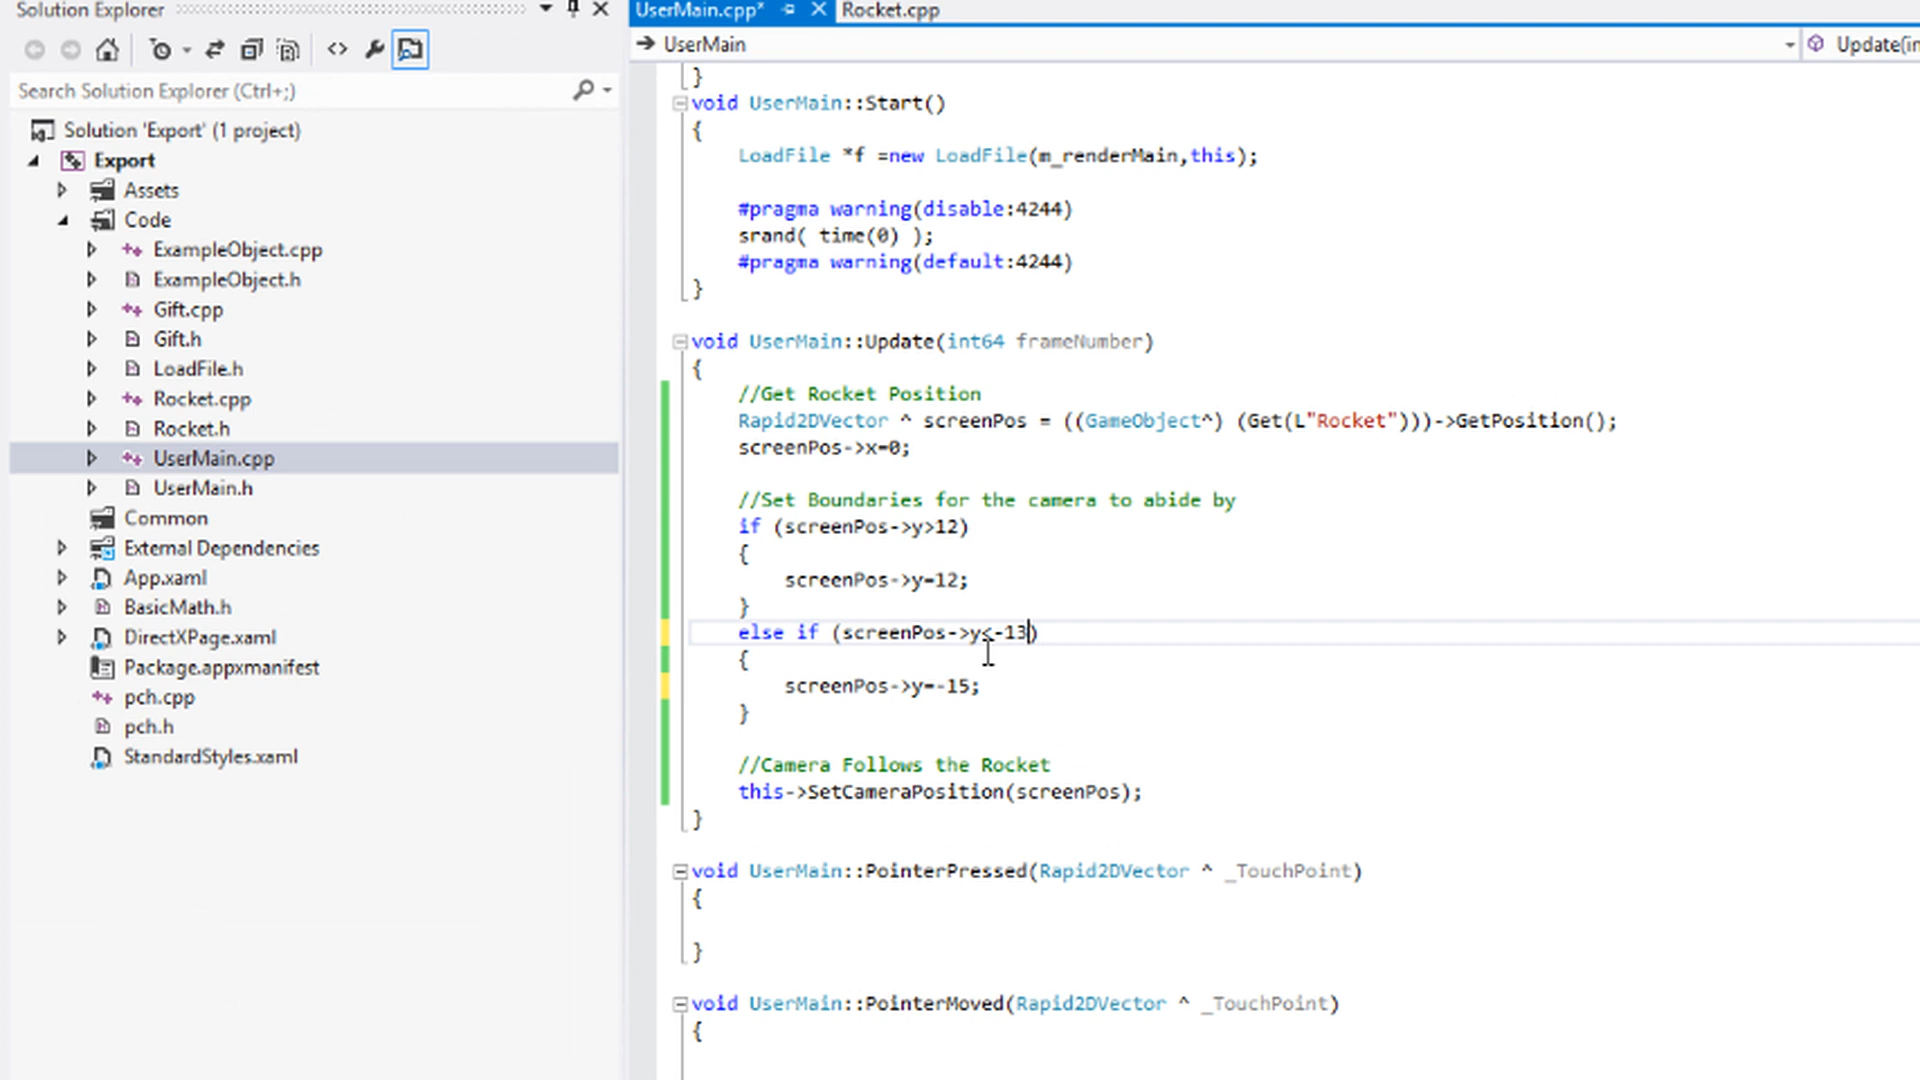 Solution Explorer
Search Solution Explorer (Ctrl+;)
Solution 'Export' (1 project)
Export
Assets
Code
ExampleObject.cpp
ExampleObject.h
Gift.cpp
Gift.h
LoadFile.h
Rocket.cpp
Rocket.h
UserMain.cpp
UserMain.h
Common
External Dependencies
App.xaml
BasicMath.h
DirectXPage.xaml
Package.appxmanifest
pch.cpp
pch.h
StandardStyles.xaml
UserMain.cpp* Rocket.cpp
UserMain Update(in
}
void UserMain::Start()
{
LoadFile *f =new LoadFile(m_renderMain,this);
#pragma warning(disable:4244)
srand( time(0) );
#pragma warning(default:4244)
}
void UserMain::Update(int64 frameNumber)
{
//Get Rocket Position
Rapid2DVector ^ screenPos = ((GameObject^) (Get(L"Rocket")))->GetPosition();
screenPos->x=0;
//Set Boundaries for the camera to abide by
if (screenPos->y>12)
{
screenPos->y=12;
}
else if (screenPos->y<-13)
{
screenPos->y=-15;
}
//Camera Follows the Rocket
this->SetCameraPosition(screenPos);
}
void UserMain::PointerPressed(Rapid2DVector ^ _TouchPoint)
{
}
void UserMain::PointerMoved(Rapid2DVector ^ _TouchPoint)
{